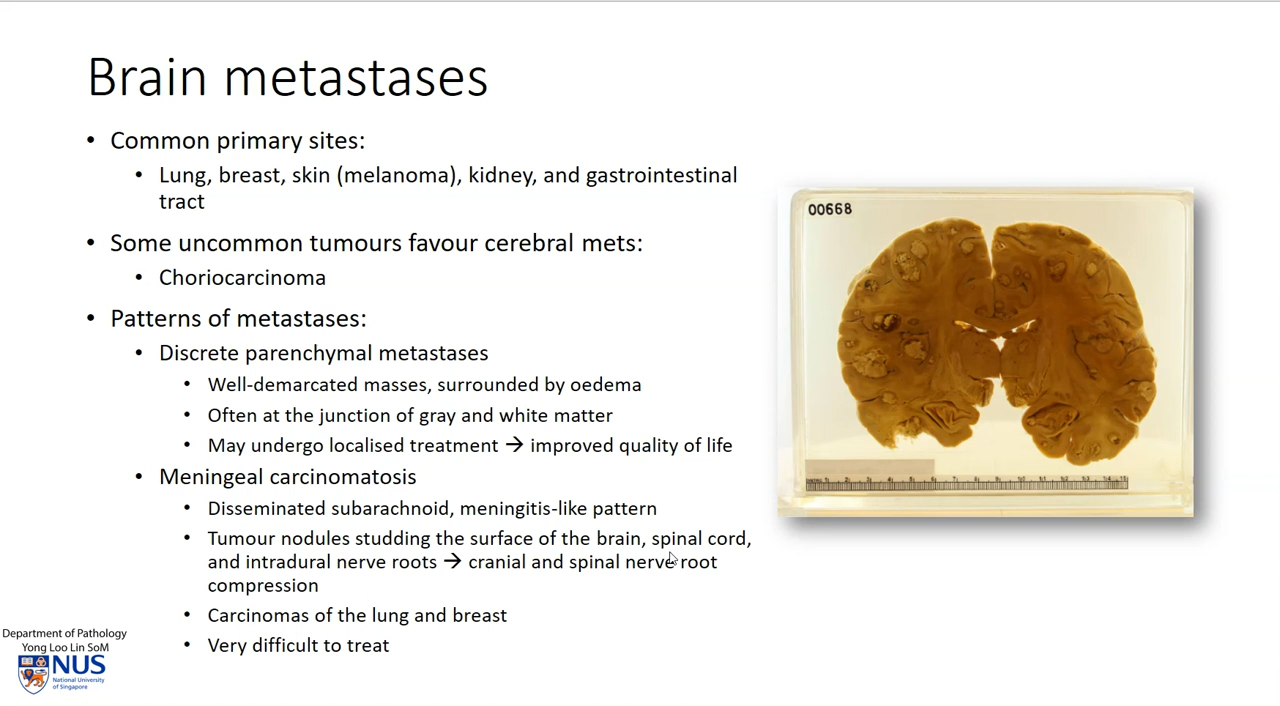 Brain metastases
• Common primary sites:
• Lung, breast, skin (melanoma), kidney, and gastrointestinal
tract
• Some uncommon tumours favour cerebral mets:
• Choriocarcinoma
• Patterns of metastases:
• Discrete parenchymal metastases
• Well-demarcated masses, surrounded by oedema
• Often at the junction of gray and white matter
• May undergo localised treatment → improved quality of life
• Meningeal carcinomatosis
• Disseminated subarachnoid, meningitis-like pattern
• Tumour nodules studding the surface of the brain, spinal cord,
and intradural nerve roots → cranial and spinal nerve root
compression
• Carcinomas of the lung and breast
• Very difficult to treat
00668
Department of Pathology
Yong Loo Lin SoM
NUS
National University
of Singapore